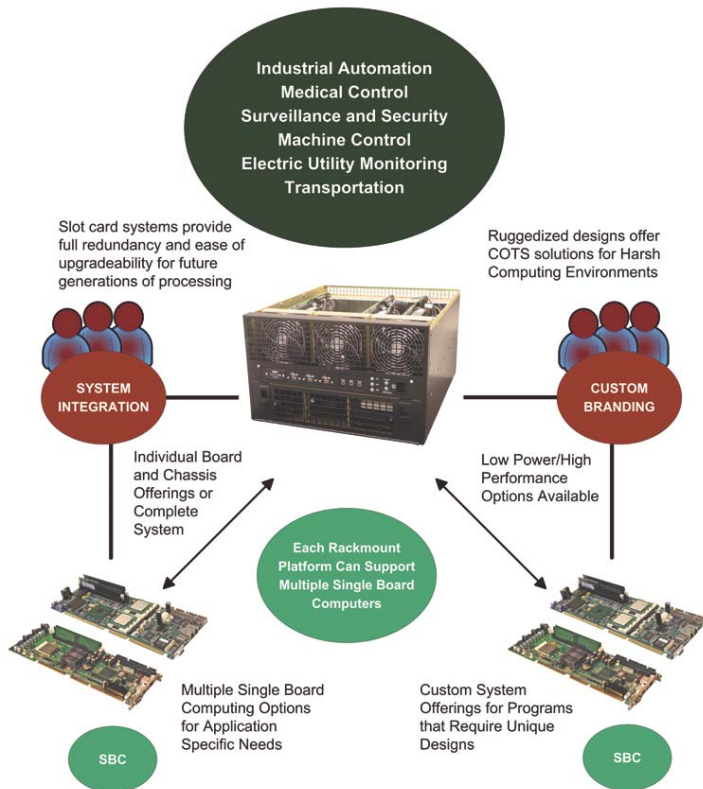 Industrial Automation
Medical Control
Surveillance and Security
Machine Control
Electric Utility Monitoring
Transportation
Slot card systems provide
full redundancy and ease of
upgradeability for future
generations of processing
Ruggedized designs offer
COTS solutions for Harsh
Computing Environments
SYSTEM
INTEGRATION
CUSTOM
BRANDING
Individual Board
and Chassis
Offerings or
Complete
System
Low Power/High
Performance
Options Available
Each Rackmount
Platform Can Support
Multiple Single Board
Computers
Multiple Single Board
Computing Options
for Application
Specific Needs
Custom System
Offerings for Programs
that Require Unique
Designs
SBC
SBC